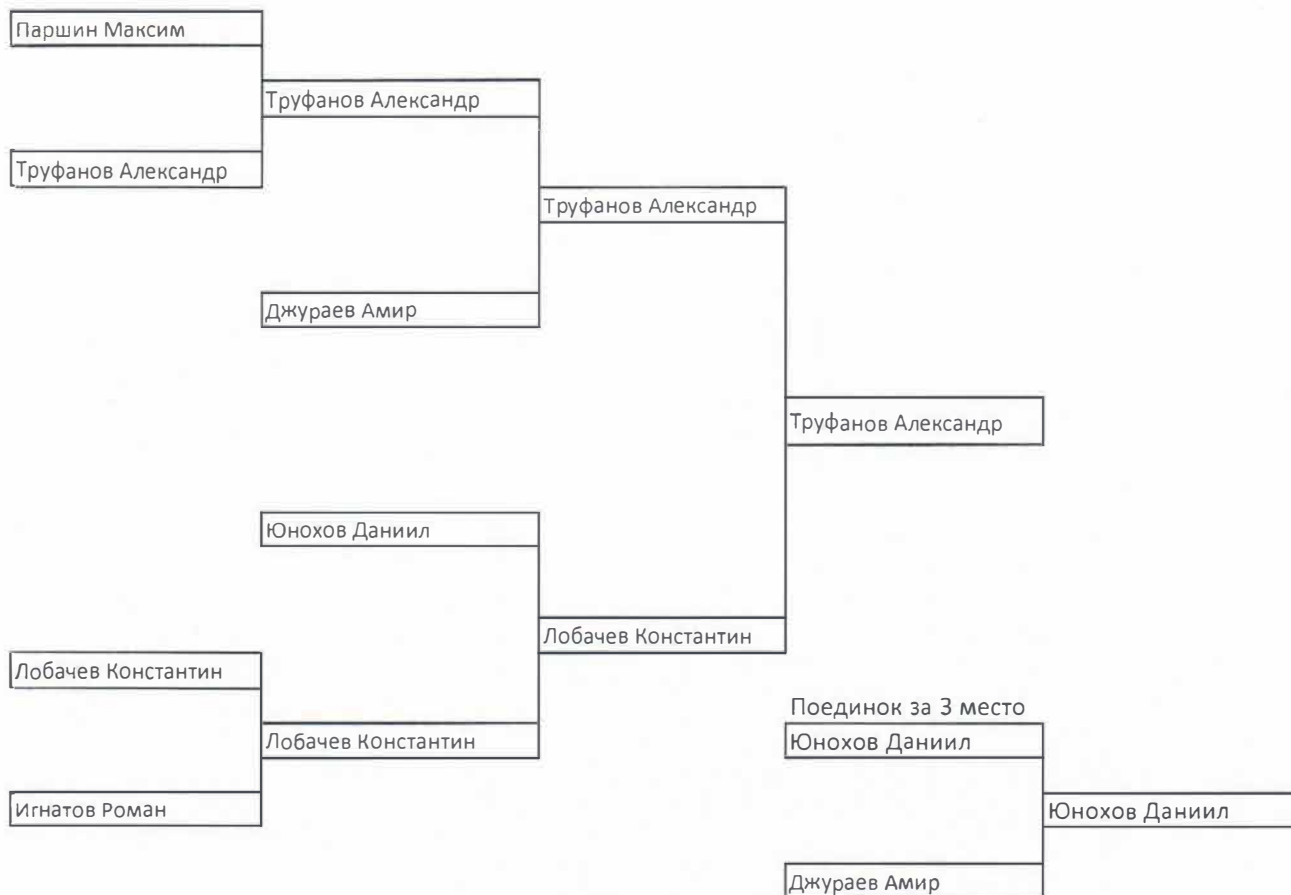 Паршин Максим
Труфанов Александр
Труфанов Александр
Труфанов Александр
Джураев Амир
Труфанов Александр
Юнохов Даниил
Лобачев Константин
Лобачев Константин
Поединок за 3 место
Лобачев Константин
Юнохов Даниил
Игнатов Роман
Юнохов Даниил
Джураев Амир